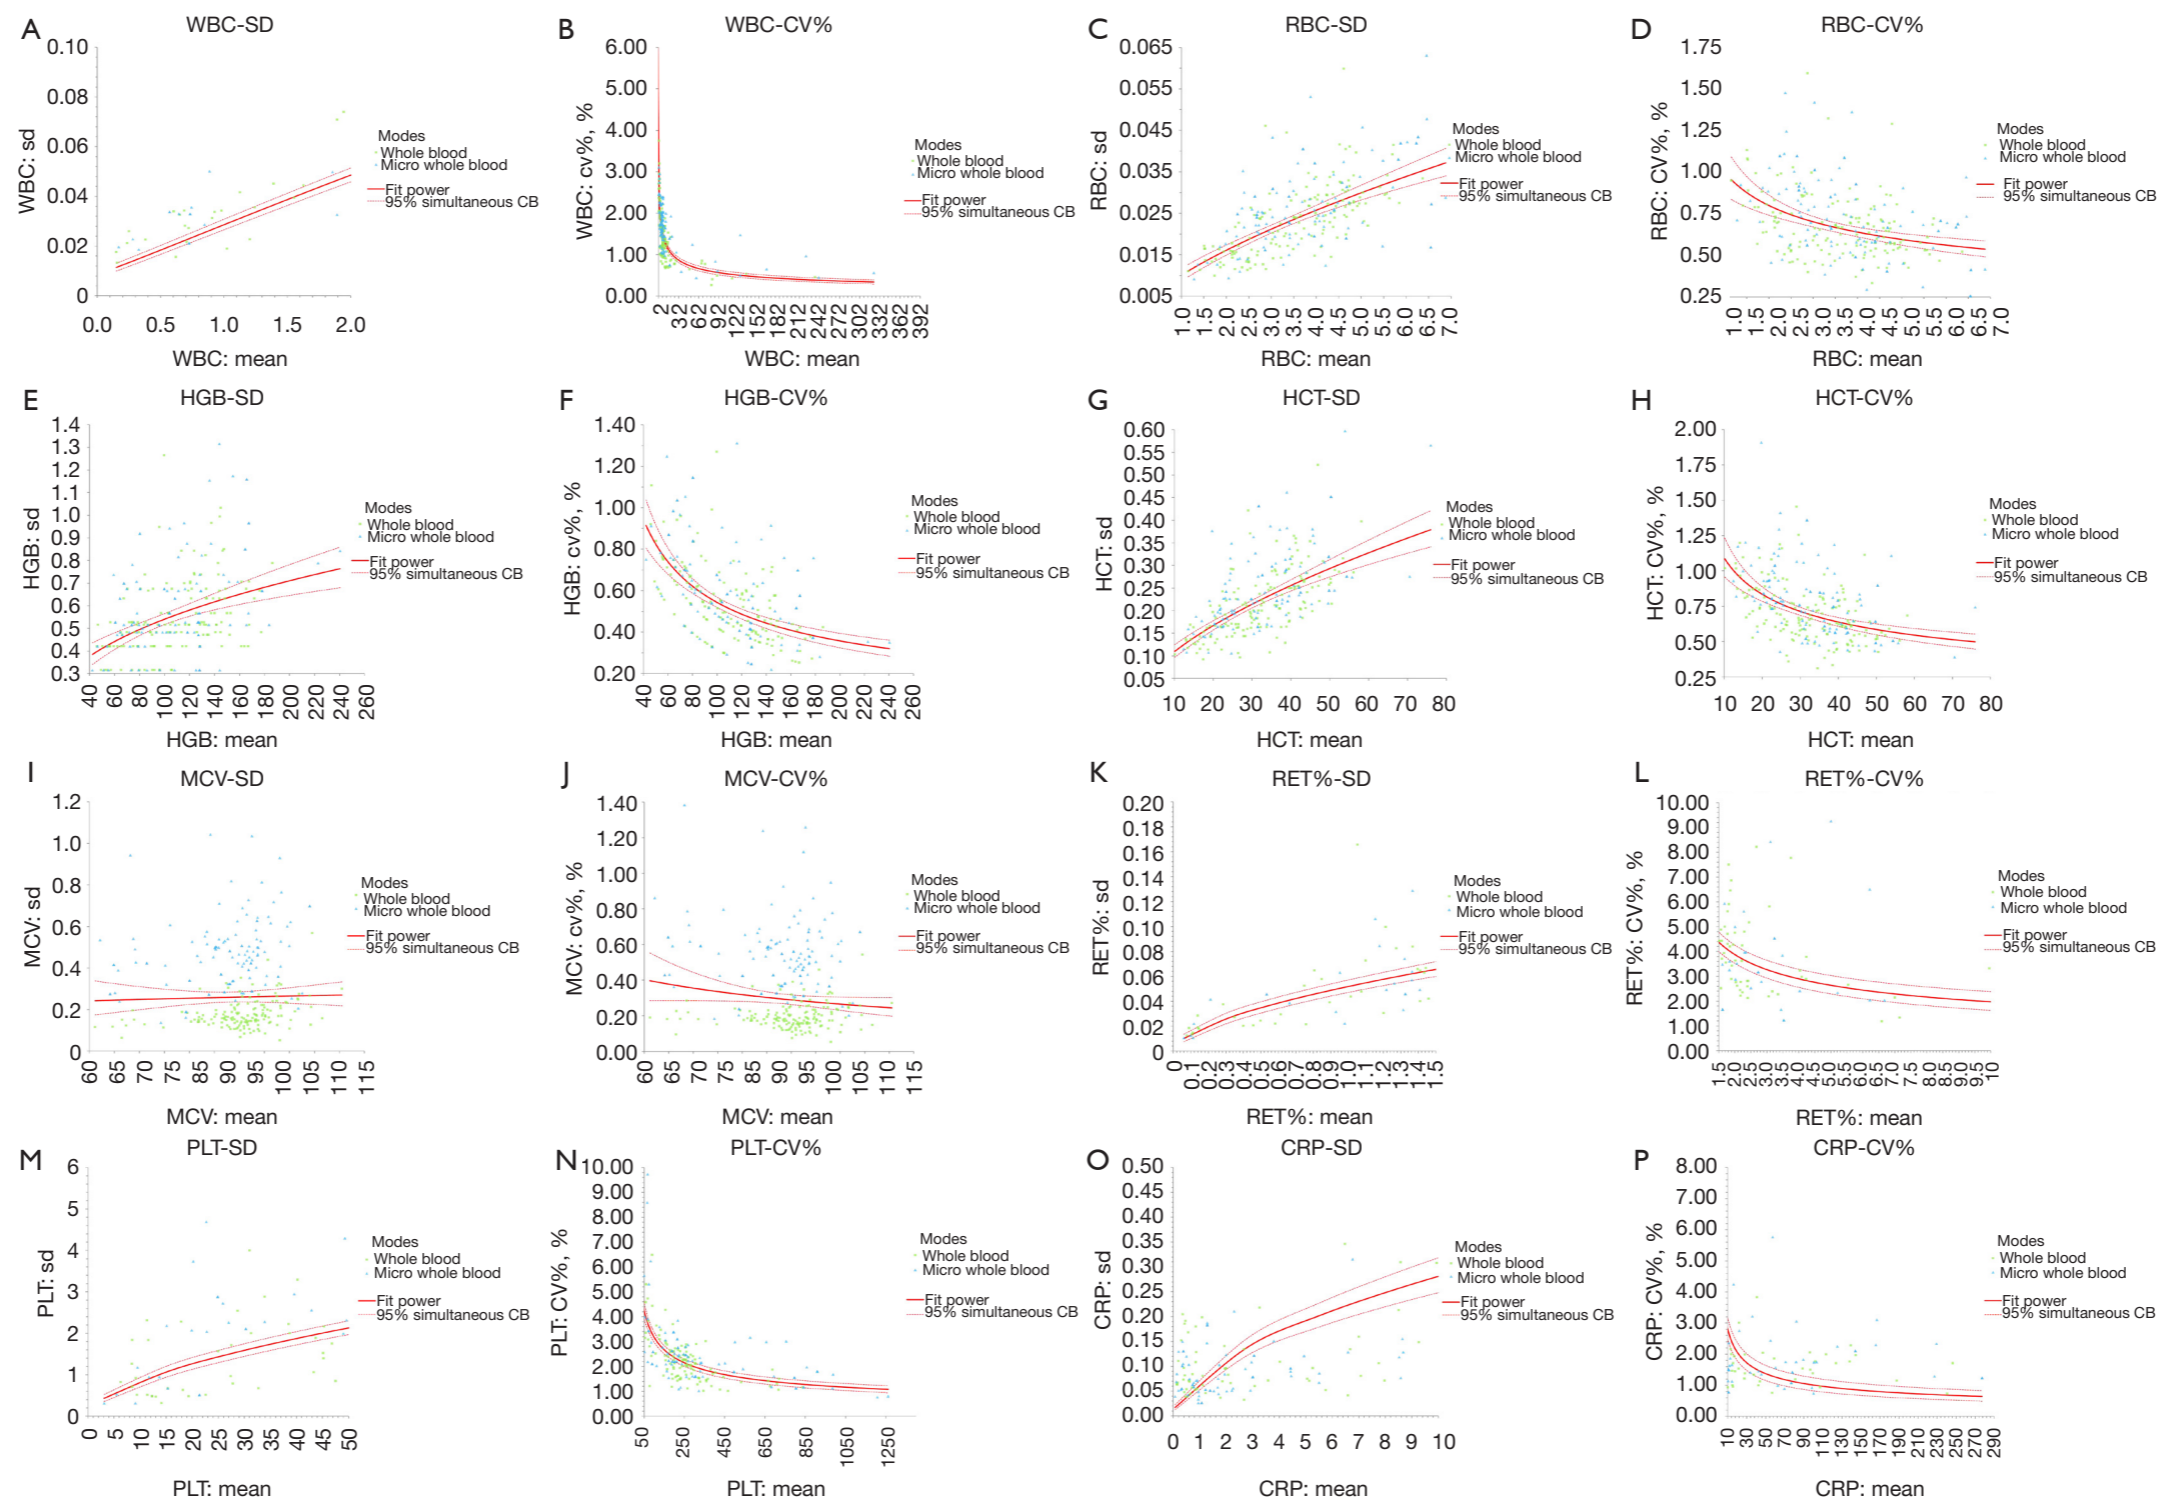 A
WBC-SD
0.10
0.08
0.06
0.04
0.02
0
WBC: sd
0.0 0.5 1.0 1.5 2.0
WBC: mean
Modes
Whole blood
Micro whole blood
Fit power
95% simultaneous CB
B
WBC-CV%
6.00
5.00
4.00
3.00
2.00
1.00
0.00
WBC: cv%, %
2 32 62 92 122 152 182 212 242 272 302 332 362 392
WBC: mean
Modes
Whole blood
Micro whole blood
Fit power
95% simultaneous CB
C
RBC-SD
0.065
0.055
0.045
0.035
0.025
0.015
0.005
RBC: sd
1.0 1.5 2.0 2.5 3.0 3.5 4.0 4.5 5.0 5.5 6.0 6.5 7.0
RBC: mean
Modes
Whole blood
Micro whole blood
Fit power
95% simultaneous CB
D
RBC-CV%
1.75
1.50
1.25
1.00
0.75
0.50
0.25
RBC: CV%, %
1.0 1.5 2.0 2.5 3.0 3.5 4.0 4.5 5.0 5.5 6.0 6.5 7.0
RBC: mean
Modes
Whole blood
Micro whole blood
Fit power
95% simultaneous CB
E
HGB-SD
1.4
1.3
1.2
1.1
1.0
0.9
0.8
0.7
0.6
0.5
0.4
0.3
HGB: sd
40 60 80 100 120 140 160 180 200 220 240 260
HGB: mean
Modes
Whole blood
Micro whole blood
Fit power
95% simultaneous CB
F
HGB-CV%
1.40
1.20
1.00
0.80
0.60
0.40
0.20
HGB: cv%, %
40 60 80 100 120 140 160 180 200 220 240 260
HGB: mean
Modes
Whole blood
Micro whole blood
Fit power
95% simultaneous CB
G
HCT-SD
0.60
0.55
0.50
0.45
0.40
0.35
0.30
0.25
0.20
0.15
0.10
0.05
HCT: sd
10 20 30 40 50 60 70 80
HCT: mean
Modes
Whole blood
Micro whole blood
Fit power
95% simultaneous CB
H
HCT-CV%
2.00
1.75
1.50
1.25
1.00
0.75
0.50
0.25
HCT: CV%, %
10 20 30 40 50 60 70 80
HCT: mean
Modes
Whole blood
Micro whole blood
Fit power
95% simultaneous CB
I
MCV-SD
1.2
1.0
0.8
0.6
0.4
0.2
0
MCV: sd
60 65 70 75 80 85 90 95 100 105 110 115
MCV: mean
Modes
Whole blood
Micro whole blood
Fit power
95% simultaneous CB
J
MCV-CV%
1.40
1.20
1.00
0.80
0.60
0.40
0.20
0.00
MCV: cv%, %
60 65 70 75 80 85 90 95 100 105 110 115
MCV: mean
Modes
Whole blood
Micro whole blood
Fit power
95% simultaneous CB
K
RET%-SD
0.20
0.18
0.16
0.14
0.12
0.10
0.08
0.06
0.04
0.02
0
RET%: sd
0 0.1 0.2 0.3 0.4 0.5 0.6 0.7 0.8 0.9 1.0 1.1 1.2 1.3 1.4 1.5
RET%: mean
Modes
Whole blood
Micro whole blood
Fit power
95% simultaneous CB
L
RET%-CV%
10.00
9.00
8.00
7.00
6.00
5.00
4.00
3.00
2.00
1.00
0.00
RET%: CV%, %
1.5 2.0 2.5 3.0 3.5 4.0 4.5 5.0 5.5 6.0 6.5 7.0 7.5 8.0 8.5 9.0 9.5 10
RET%: mean
Modes
Whole blood
Micro whole blood
Fit power
95% simultaneous CB
M
PLT-SD
6
5
4
3
2
1
0
PLT: sd
0 5 10 15 20 25 30 35 40 45 50
PLT: mean
Modes
Whole blood
Micro whole blood
Fit power
95% simultaneous CB
N
PLT-CV%
10.00
9.00
8.00
7.00
6.00
5.00
4.00
3.00
2.00
1.00
0.00
PLT: CV%, %
50 250 450 650 850 1050 1250
PLT: mean
Modes
Whole blood
Micro whole blood
Fit power
95% simultaneous CB
O
CRP-SD
0.50
0.45
0.40
0.35
0.30
0.25
0.20
0.15
0.10
0.05
0.00
CRP: sd
0 1 2 3 4 5 6 7 8 9 10
CRP: mean
Modes
Whole blood
Micro whole blood
Fit power
95% simultaneous CB
P
CRP-CV%
8.00
7.00
6.00
5.00
4.00
3.00
2.00
1.00
0.00
CRP: CV%, %
10 30 50 70 90 110 130 150 170 190 210 230 250 270 290
CRP: mean
Modes
Whole blood
Micro whole blood
Fit power
95% simultaneous CB